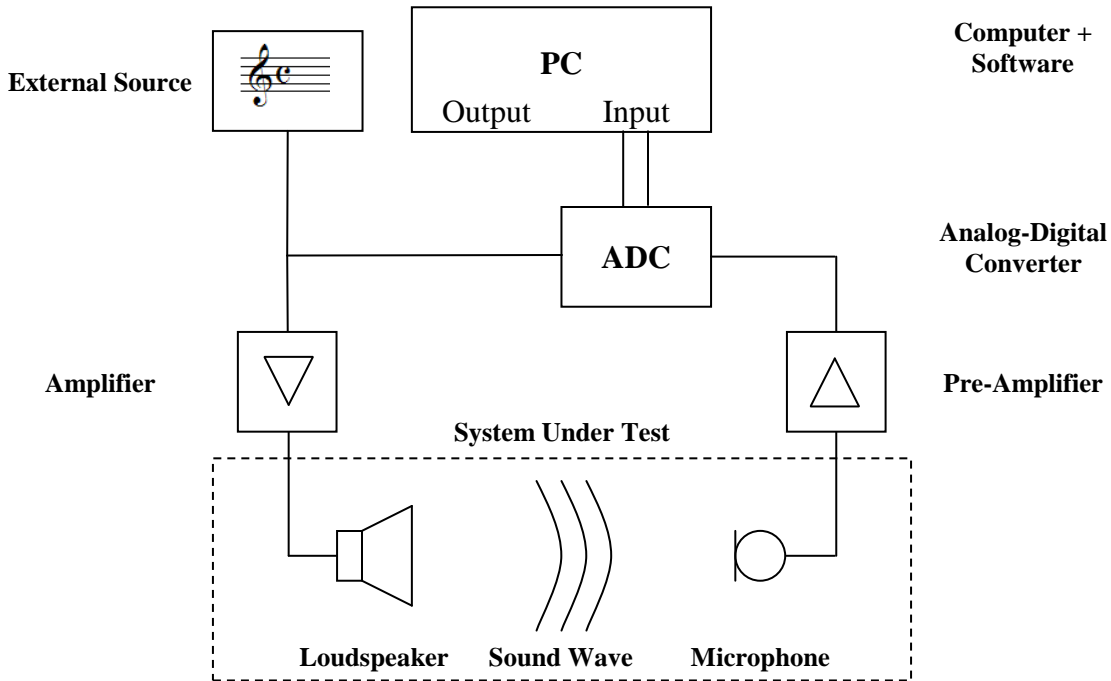 External Source
PC
Output Input
Computer +
Software
ADC
Analog-Digital
Converter
Amplifier
Pre-Amplifier
System Under Test
Loudspeaker Sound Wave Microphone